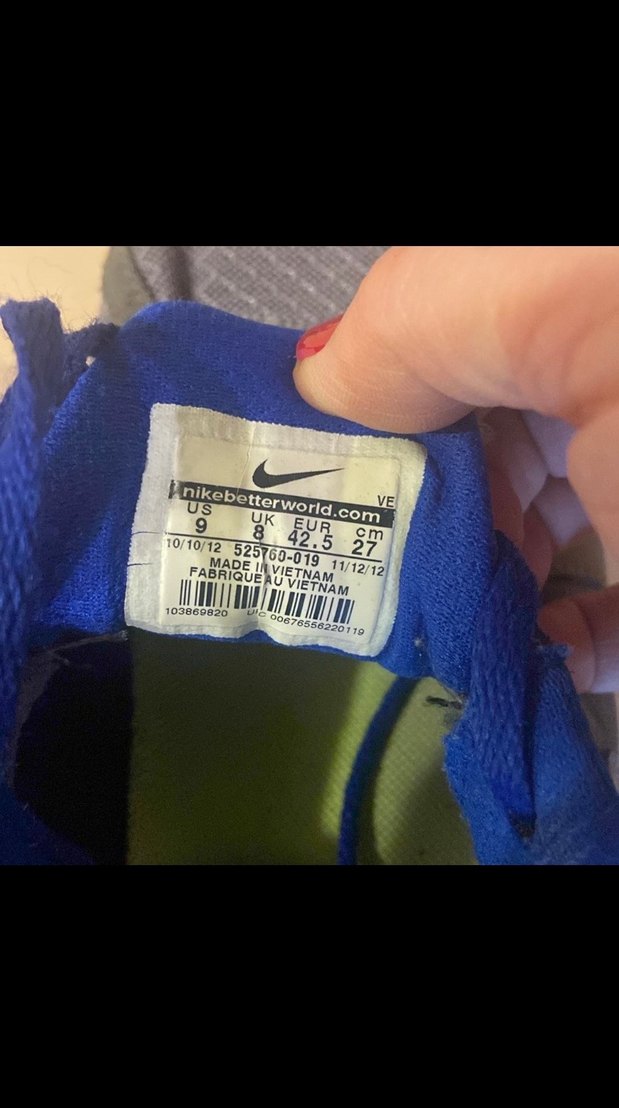 nikebetterworld.com
VE
US UK EUR cm
9 8 42.5 27
10/10/12 525760-019 11/12/12
MADE IN VIETNAM
FABRIQUE AU VIETNAM
103869820 UIC 00676556220119